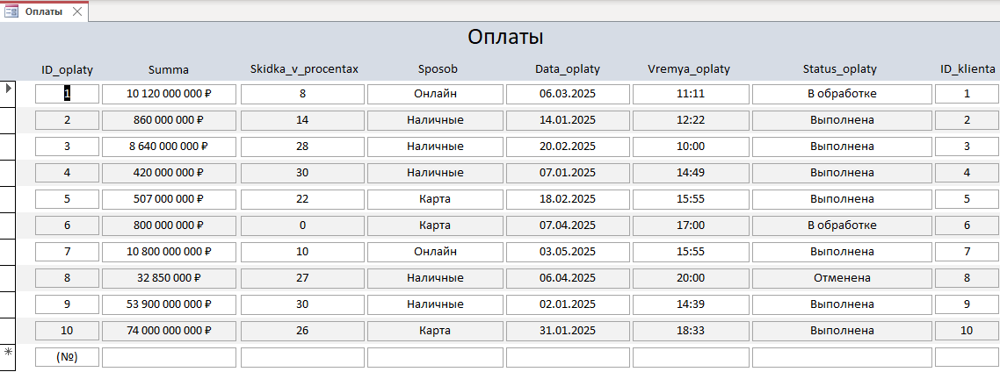 Оплаты
Оплаты
ID_oplaty Summa Skidka_v_procentax Sposob Data_oplaty Vremya_oplaty Status_oplaty ID_klienta
1 10 120 000 000 ₽ 8 Онлайн 06.03.2025 11:11 В обработке 1
2 860 000 000 ₽ 14 Наличные 14.01.2025 12:22 Выполнена 2
3 8 640 000 000 ₽ 28 Наличные 20.02.2025 10:00 Выполнена 3
4 420 000 000 ₽ 30 Наличные 07.01.2025 14:49 Выполнена 4
5 507 000 000 ₽ 22 Карта 18.02.2025 15:55 Выполнена 5
6 800 000 000 ₽ 0 Карта 07.04.2025 17:00 В обработке 6
7 10 800 000 000 ₽ 10 Онлайн 03.05.2025 15:55 Выполнена 7
8 32 850 000 ₽ 27 Наличные 06.04.2025 20:00 Отменена 8
9 53 900 000 000 ₽ 30 Наличные 02.01.2025 14:39 Выполнена 9
10 74 000 000 000 ₽ 26 Карта 31.01.2025 18:33 Выполнена 10
(№)